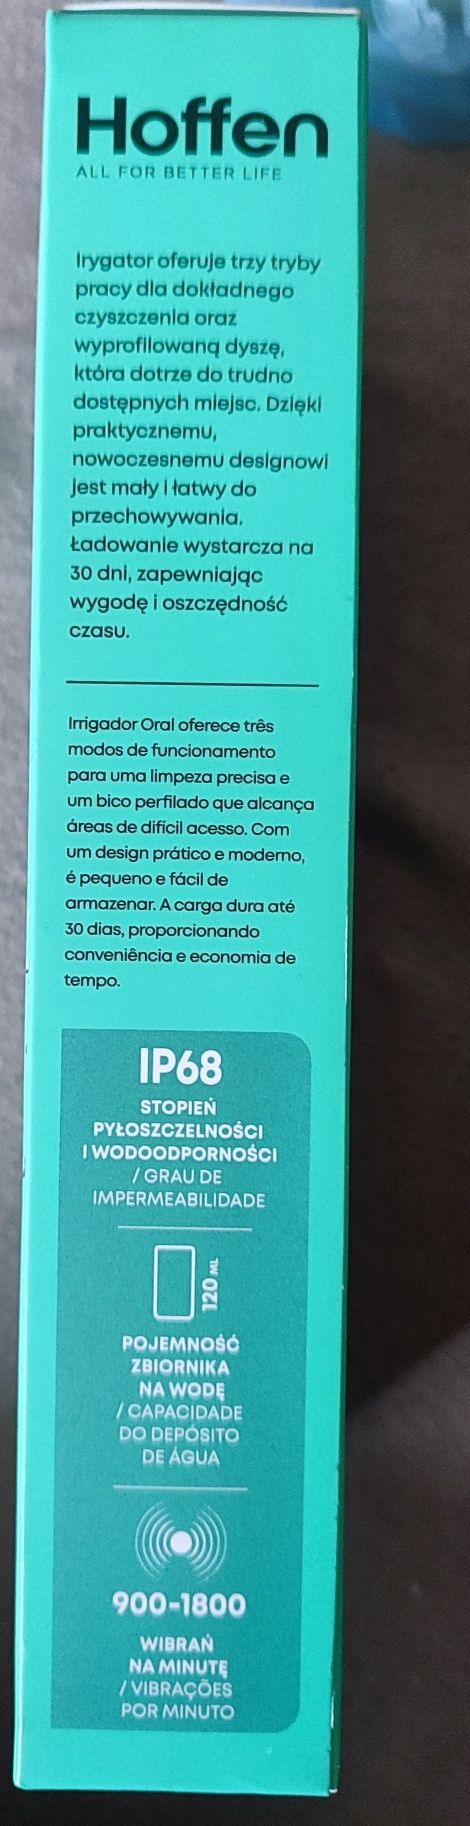 Hoffen
ALL FOR BETTER LIFE
Irygator oferuje trzy tryby
pracy dla dokładnego
czyszczenia oraz
wyprofilowaną dyszę,
która dotrze do trudno
dostępnych miejsc. Dzięki
praktycznemu,
nowoczesnemu designowi
jest mały i łatwy do
przechowywania.
Ładowanie wystarcza na
30 dni, zapewniając
wygodę i oszczędność
czasu.
Irrigador Oral oferece três
modos de funcionamento
para uma limpeza precisa e
um bico perfilado que alcança
áreas de difícil acesso. Com
um design prático e moderno,
é pequeno e fácil de
armazenar. A carga dura até
30 dias, proporcionando
conveniência e economia de
tempo.
IP68
STOPIEŃ
PYŁOSZCZELNOŚCI
I WODOODPORNOŚCI
/ GRAU DE
IMPERMEABILIDADE
120 ML
POJEMNOŚĆ
ZBIORNIKA
NA WODĘ
/ CAPACIDADE
DO DEPÓSITO
DE ÁGUA
900-1800
WIBRAŃ
NA MINUTĘ
/ VIBRAÇÕES
POR MINUTO